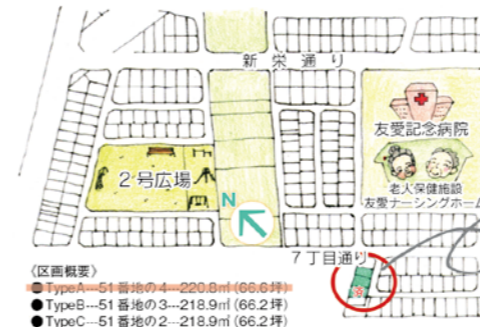 新栄通り
友愛記念病院
2号広場
老人保健施設
友愛ナーシングホーム
N
7丁目通り
〈区画概要〉
●TypeA---51番地の4---220.8㎡(66.6坪)
●TypeB---51番地の3---218.9㎡(66.2坪)
●TypeC---51番地の2---218.9㎡(66.2坪)